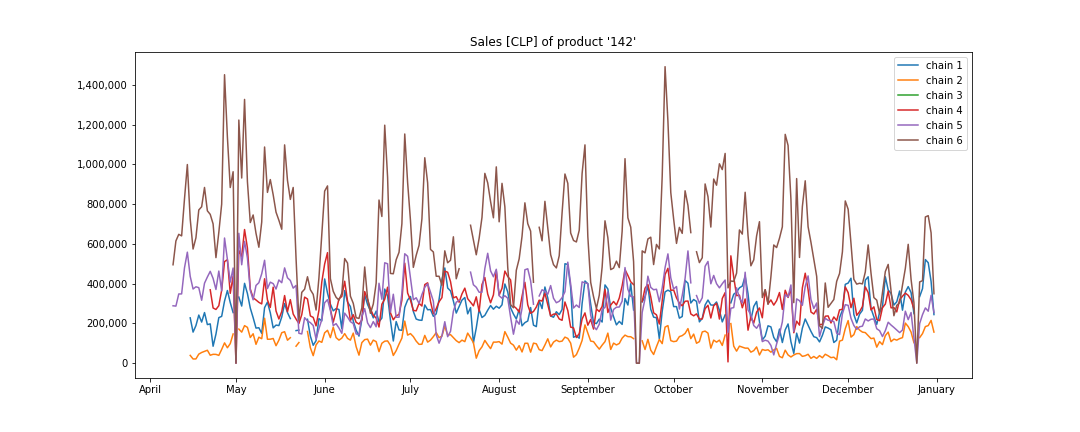 Sales [CLP] of product '142'
chain 1
chain 2
chain 3
chain 4
chain 5
chain 6
1,400,000
1,200,000
1,000,000
800,000
600,000
400,000
200,000
0
April May June July August September October November December January